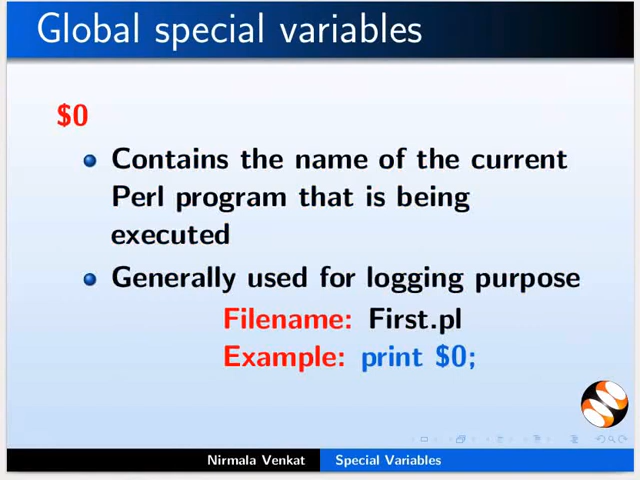 Global special variables
$0
Contains the name of the current
Perl program that is being
executed
Generally used for logging purpose
Filename: First.pl
Example: print $0;
Nirmala Venkat Special Variables